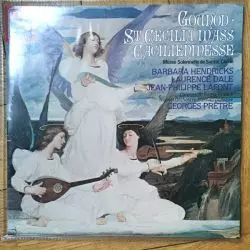 GOUNOD ·
ST CECILIA MASS
CÄCILIENMESSE
Messe Solennelle de Sainte Cécile
BARBARA HENDRICKS
LAURENCE DALE
JEAN-PHILIPPE LAFONT
GEORGES PRÊTRE